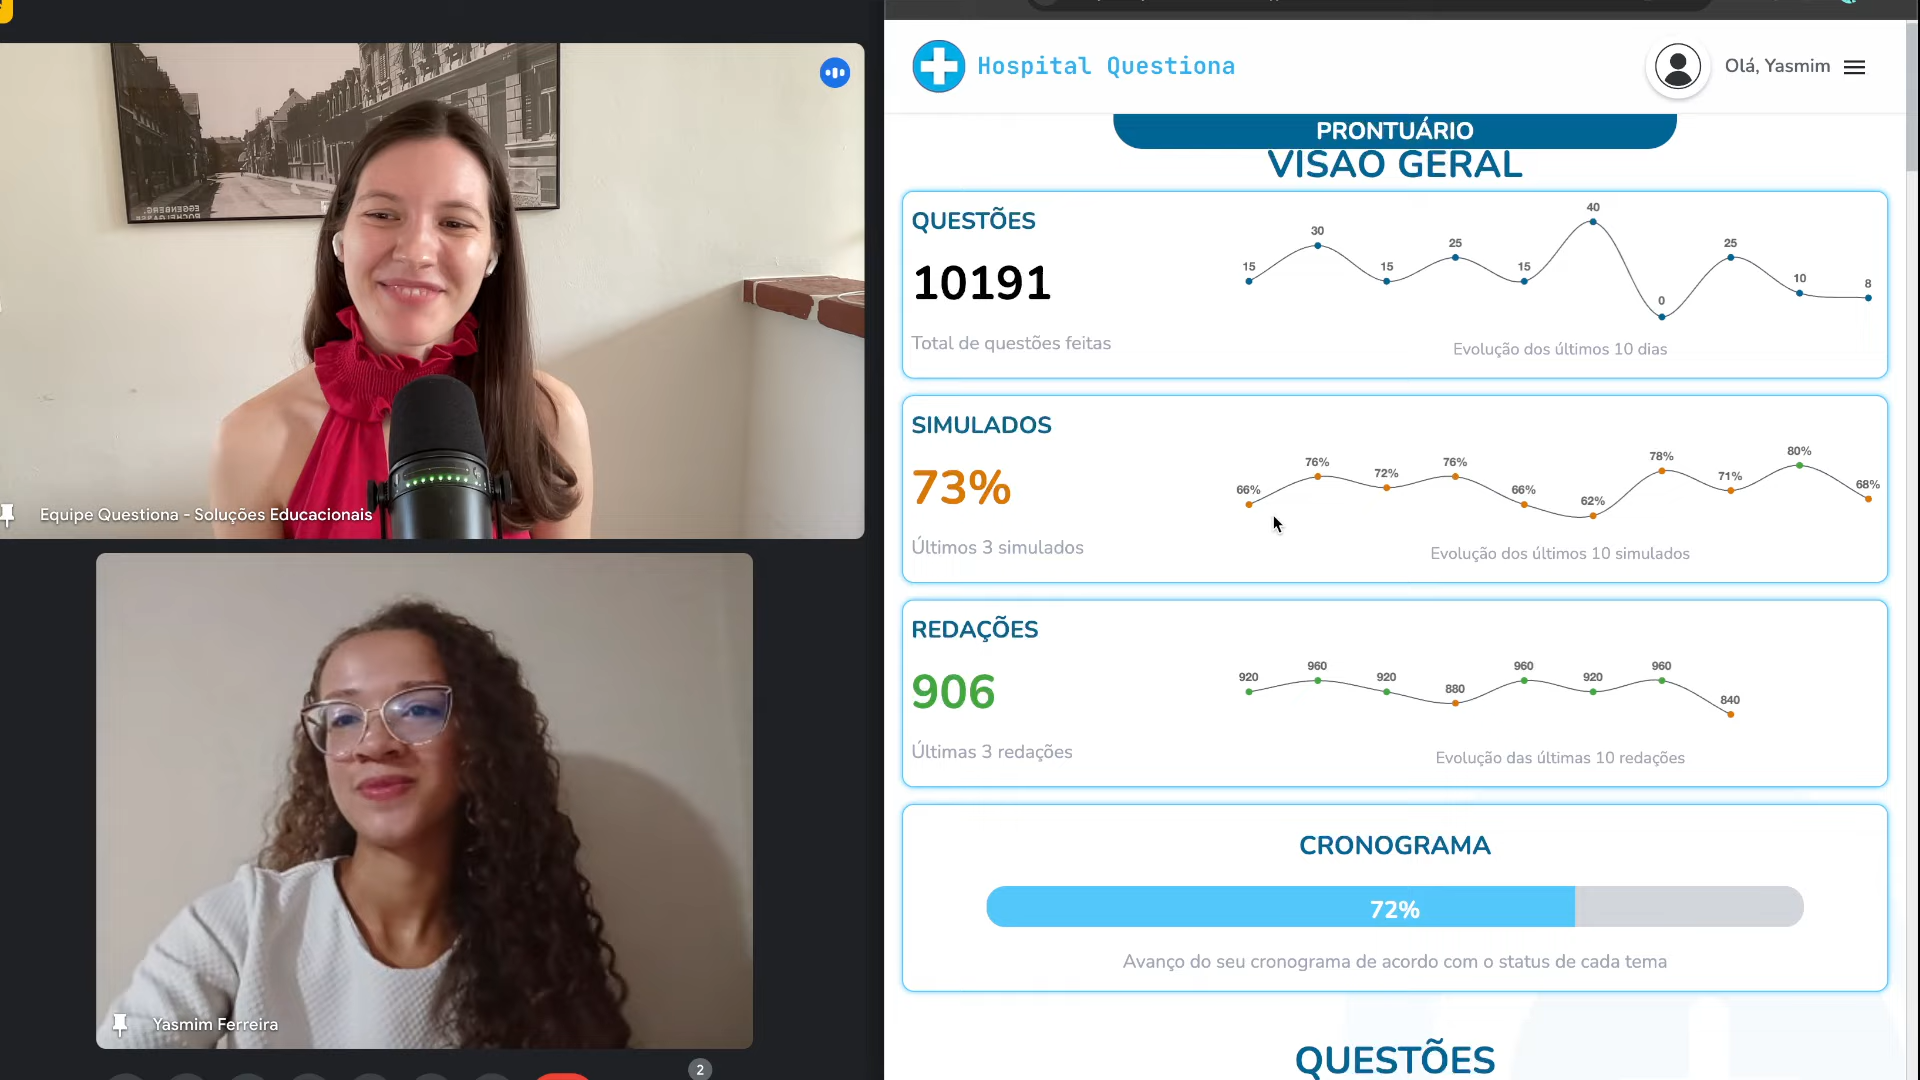 Equipe Questiona - Soluções Educacionais
Yasmim Ferreira
2
Hospital Questiona
Olá, Yasmim
PRONTUÁRIO
VISÃO GERAL
QUESTÕES
10191
Total de questões feitas
15 30 15 25 15 40 0 25 10 8
Evolução dos últimos 10 dias
SIMULADOS
73%
Últimos 3 simulados
66% 76% 72% 76% 66% 62% 78% 71% 80% 68%
Evolução dos últimos 10 simulados
REDAÇÕES
906
Últimas 3 redações
920 960 920 880 960 920 960 840
Evolução das últimas 10 redações
CRONOGRAMA
72%
Avanço do seu cronograma de acordo com o status de cada tema
QUESTÕES